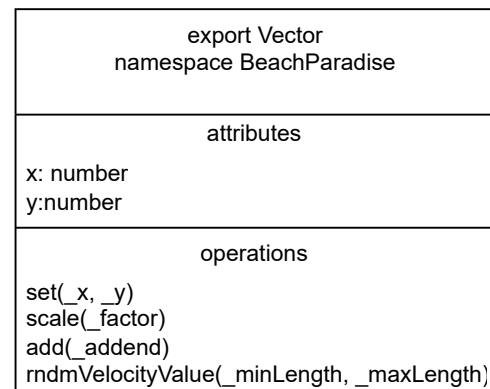 export Vector
namespace BeachParadise
attributes
x: number
y:number
operations
set(_x, _y)
scale(_factor)
add(_addend)
rndmVelocityValue(_minLength, _maxLength)